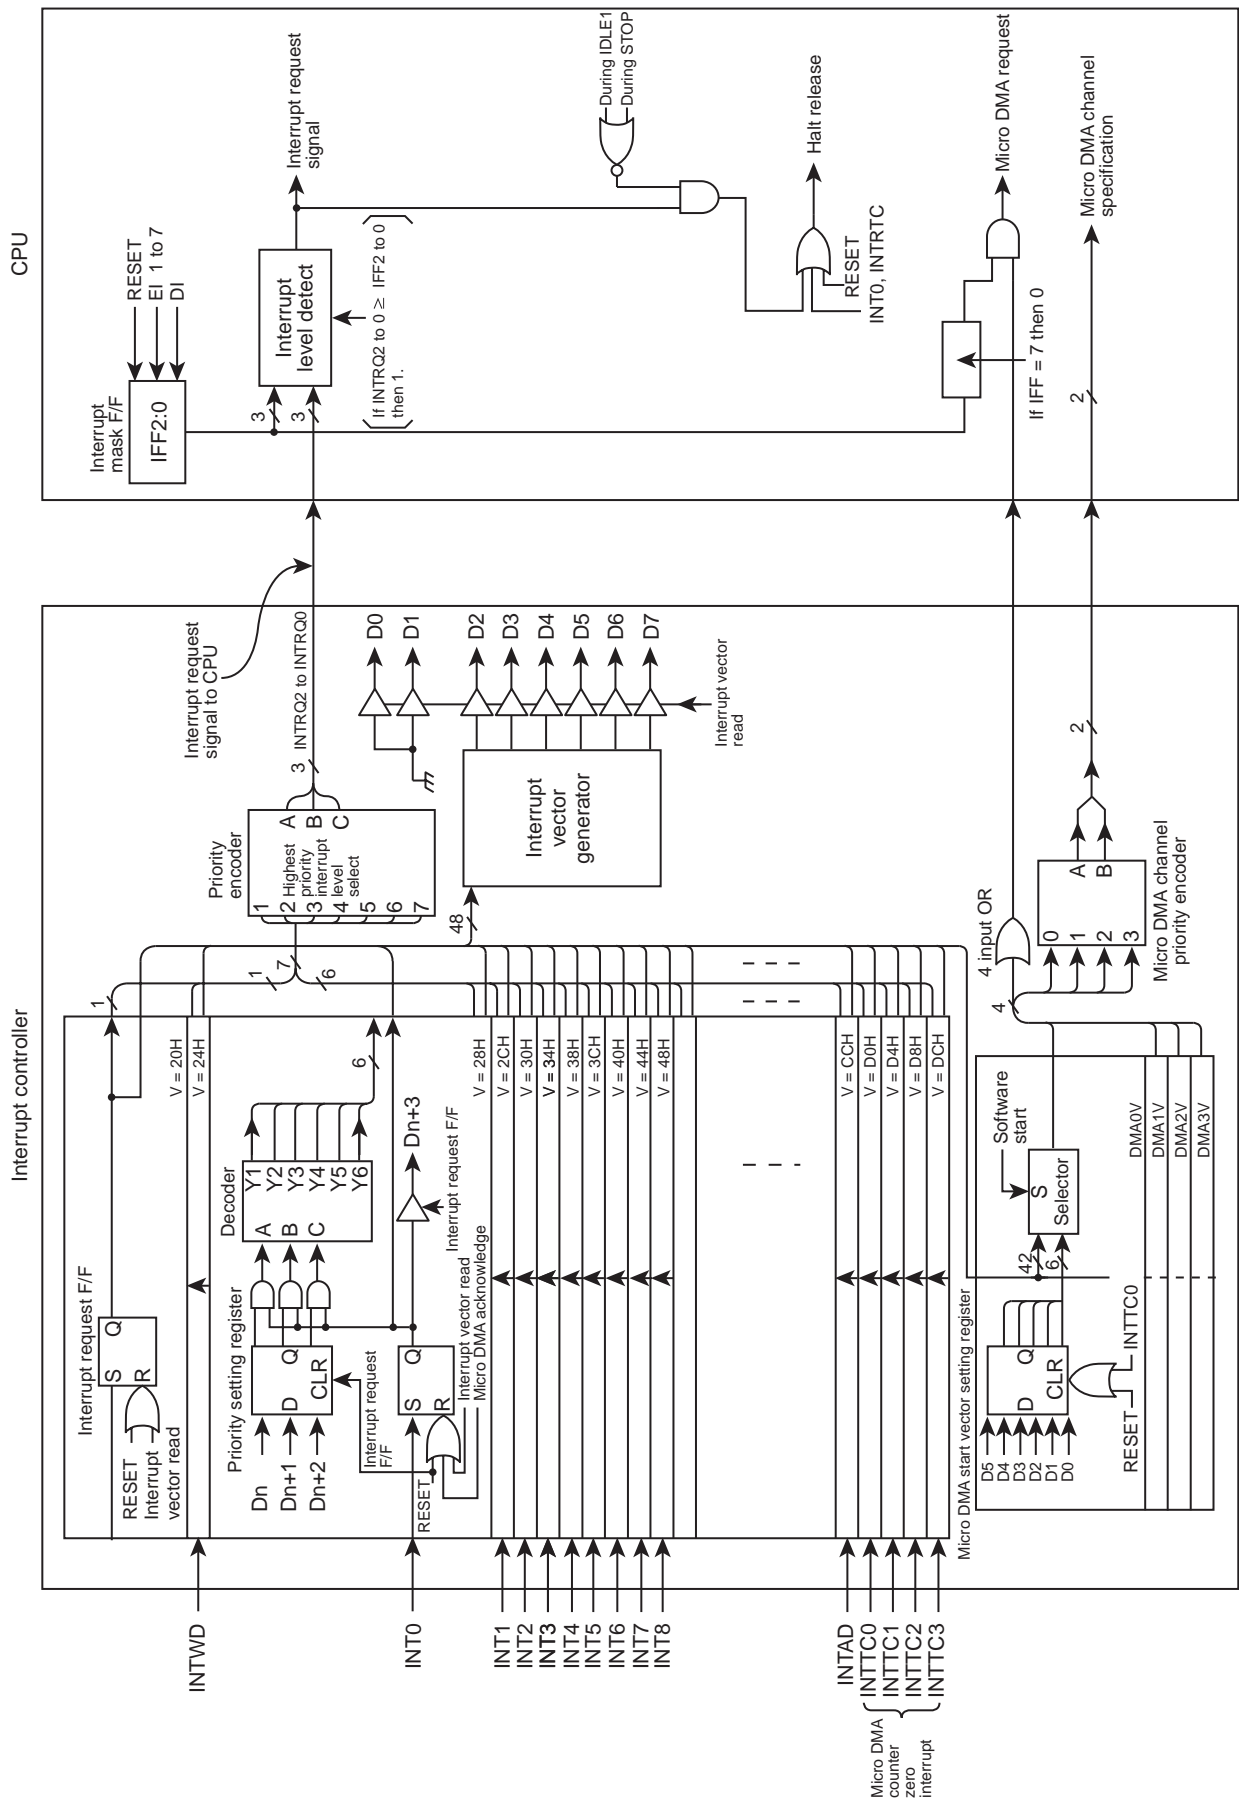 Interrupt controller
CPU
Interrupt request F/F
S
Q
R
RESET
Interrupt
vector read
1
V = 20H
V = 24H
INTWD
Priority setting register
Dn
Dn+1
Dn+2
D
Q
CLR
Interrupt request
F/F
Decoder
A
B
C
Y1
Y2
Y3
Y4
Y5
Y6
6
1
7
6
INT0
RESET
S
Q
R
Dn+3
Interrupt request F/F
Interrupt vector read
Micro DMA acknowledge
V = 28H
V = 2CH
V = 30H
V = 34H
V = 38H
V = 3CH
V = 40H
V = 44H
V = 48H
INT1
INT2
INT3
INT4
INT5
INT6
INT7
INT8
V = CCH
V = D0H
V = D4H
V = D8H
V = DCH
INTAD
INTTC0
INTTC1
INTTC2
INTTC3
Micro DMA
counter
zero
interrupt
Priority
encoder
1
2
3
4
5
6
7
Highest
priority
interrupt
level
select
A
B
C
3
INTRQ2 to INTRQ0
Interrupt request
signal to CPU
48
Interrupt
vector
generator
D0
D1
D2
D3
D4
D5
D6
D7
Interrupt vector
read
Micro DMA start vector setting register
D5
D4
D3
D2
D1
D0
D
Q
CLR
RESET
INTTC0
42
6
S
Selector
Software
start
DMA0V
DMA1V
DMA2V
DMA3V
4
4 input OR
0
1
2
3
A
B
Micro DMA channel
priority encoder
2
Interrupt
mask F/F
IFF2:0
RESET
EI 1 to 7
DI
3
3
Interrupt
level detect
If INTRQ2 to 0 ≥ IFF2 to 0
then 1.
Interrupt request
signal
During IDLE1
During STOP
Halt release
RESET
INT0, INTRTC
If IFF = 7 then 0
Micro DMA request
2
Micro DMA channel
specification